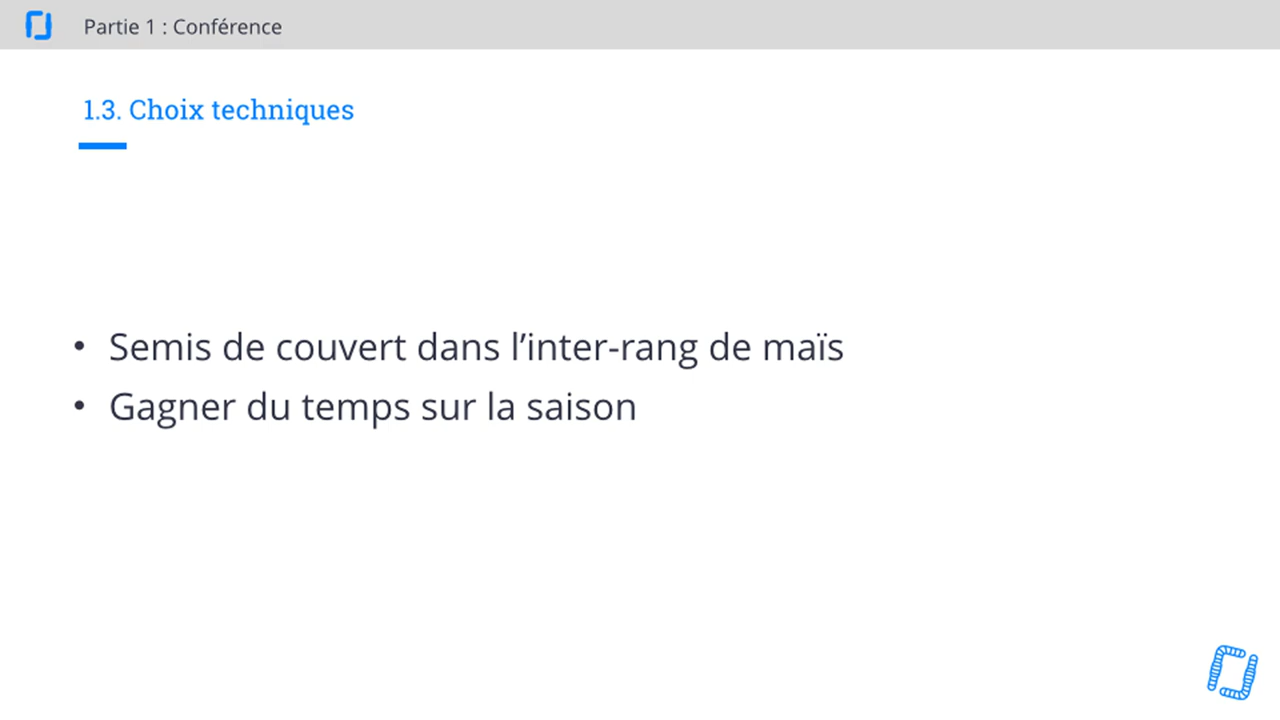 Partie 1 : Conférence
1.3. Choix techniques
• Semis de couvert dans l’inter-rang de maïs
• Gagner du temps sur la saison